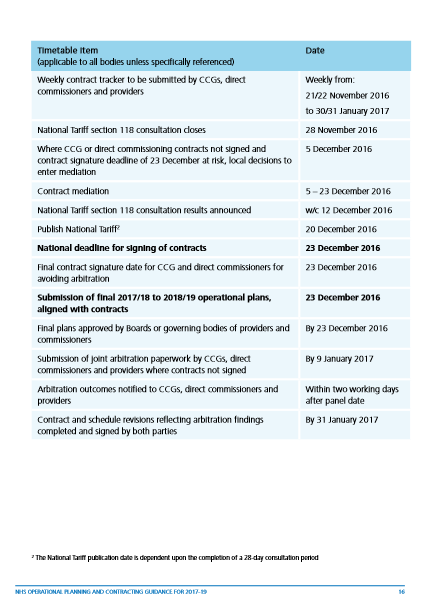 Timetable Item Date
(applicable to all bodies unless specifically referenced)
Weekly contract tracker to be submitted by CCGs, direct Weekly from:
commissioners and providers
21/22 November 2016
to 30/31 January 2017
National Tariff section 118 consultation closes 28 November 2016
Where CCG or direct commissioning contracts not signed and 5 December 2016
contract signature deadline of 23 December at risk, local decisions to
enter mediation
Contract mediation 5 – 23 December 2016
National Tariff section 118 consultation results announced w/c 12 December 2016
Publish National Tariff² 20 December 2016
National deadline for signing of contracts 23 December 2016
Final contract signature date for CCG and direct commissioners for 23 December 2016
avoiding arbitration
Submission of final 2017/18 to 2018/19 operational plans, 23 December 2016
aligned with contracts
Final plans approved by Boards or governing bodies of providers and By 23 December 2016
commissioners
Submission of joint arbitration paperwork by CCGs, direct By 9 January 2017
commissioners and providers where contracts not signed
Arbitration outcomes notified to CCGs, direct commissioners and Within two working days
providers after panel date
Contract and schedule revisions reflecting arbitration findings By 31 January 2017
completed and signed by both parties
² The National Tariff publication date is dependent upon the completion of a 28-day consultation period
NHS OPERATIONAL PLANNING AND CONTRACTING GUIDANCE FOR 2017-19 16